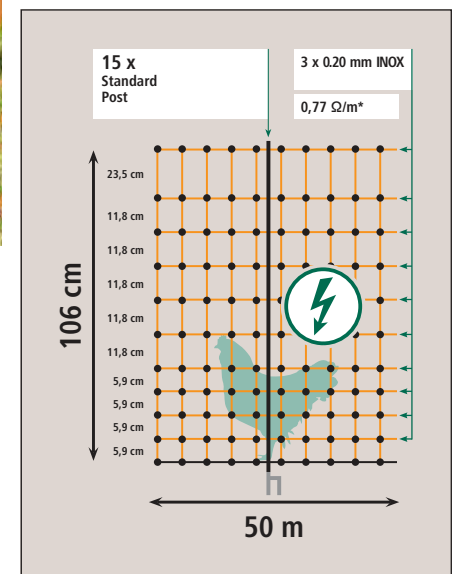 15 x
Standard
Post
3 x 0.20 mm INOX
0,77 Ω/m*
23,5 cm
11,8 cm
11,8 cm
11,8 cm
11,8 cm
11,8 cm
5,9 cm
5,9 cm
5,9 cm
5,9 cm
106 cm
50 m